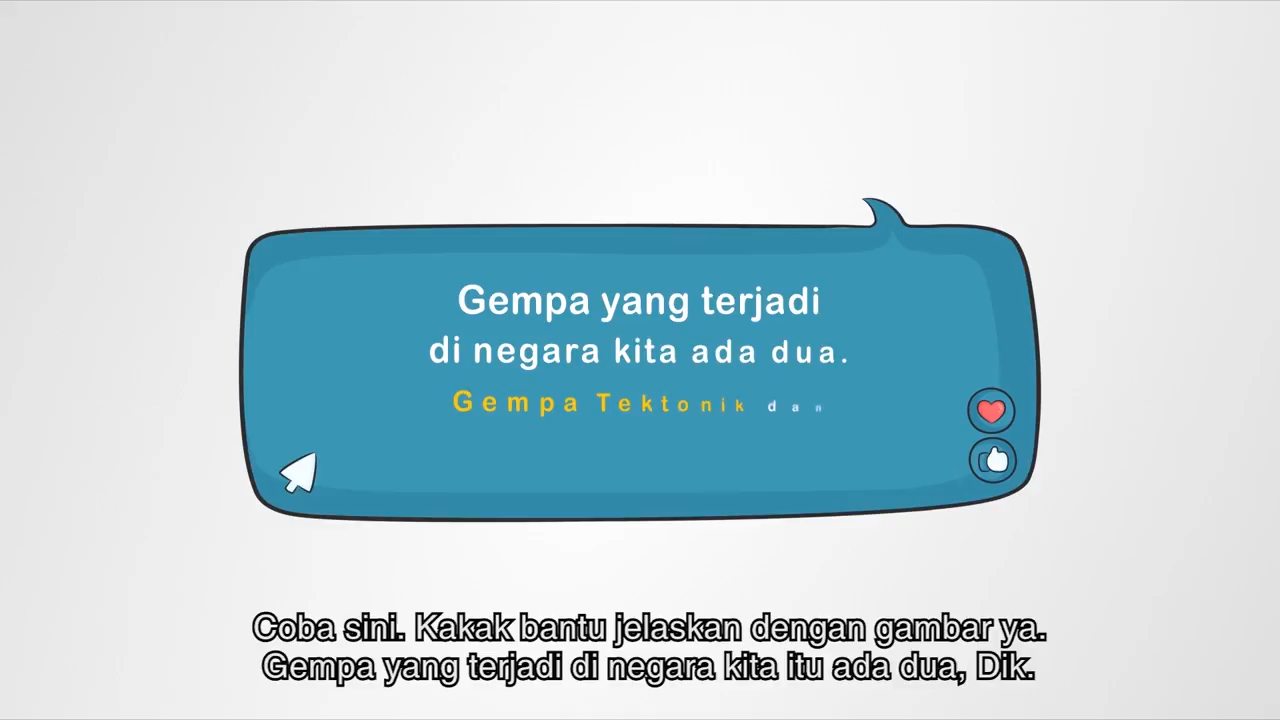 Gempa yang terjadi
di negara kita ada dua.
Gempa Tektonik dan
Coba sini. Kakak bantu jelaskan dengan gambar ya.
Gempa yang terjadi di negara kita itu ada dua, Dik.